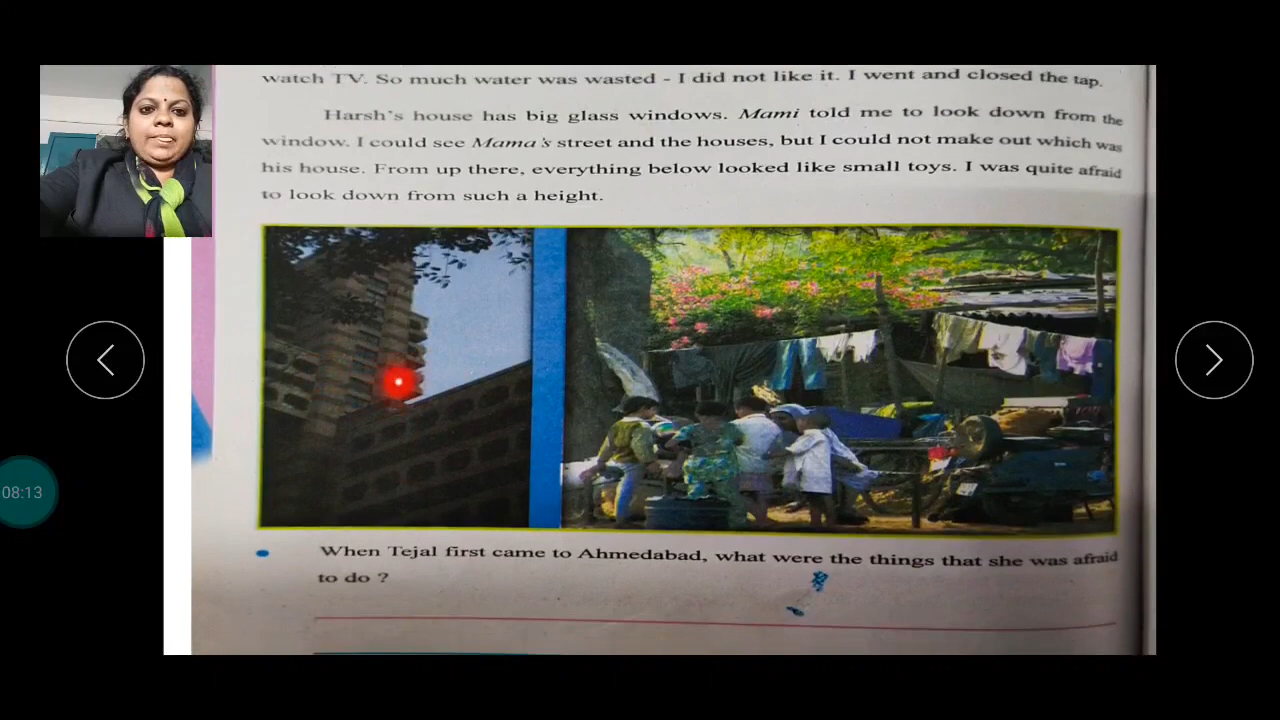 watch TV. So much water was wasted - I did not like it. I went and closed the tap.
Harsh's house has big glass windows. Mami told me to look down from the
window. I could see Mama's street and the houses, but I could not make out which was
his house. From up there, everything below looked like small toys. I was quite afraid
to look down from such a height.
When Tejal first came to Ahmedabad, what were the things that she was afraid
to do ?
08:13